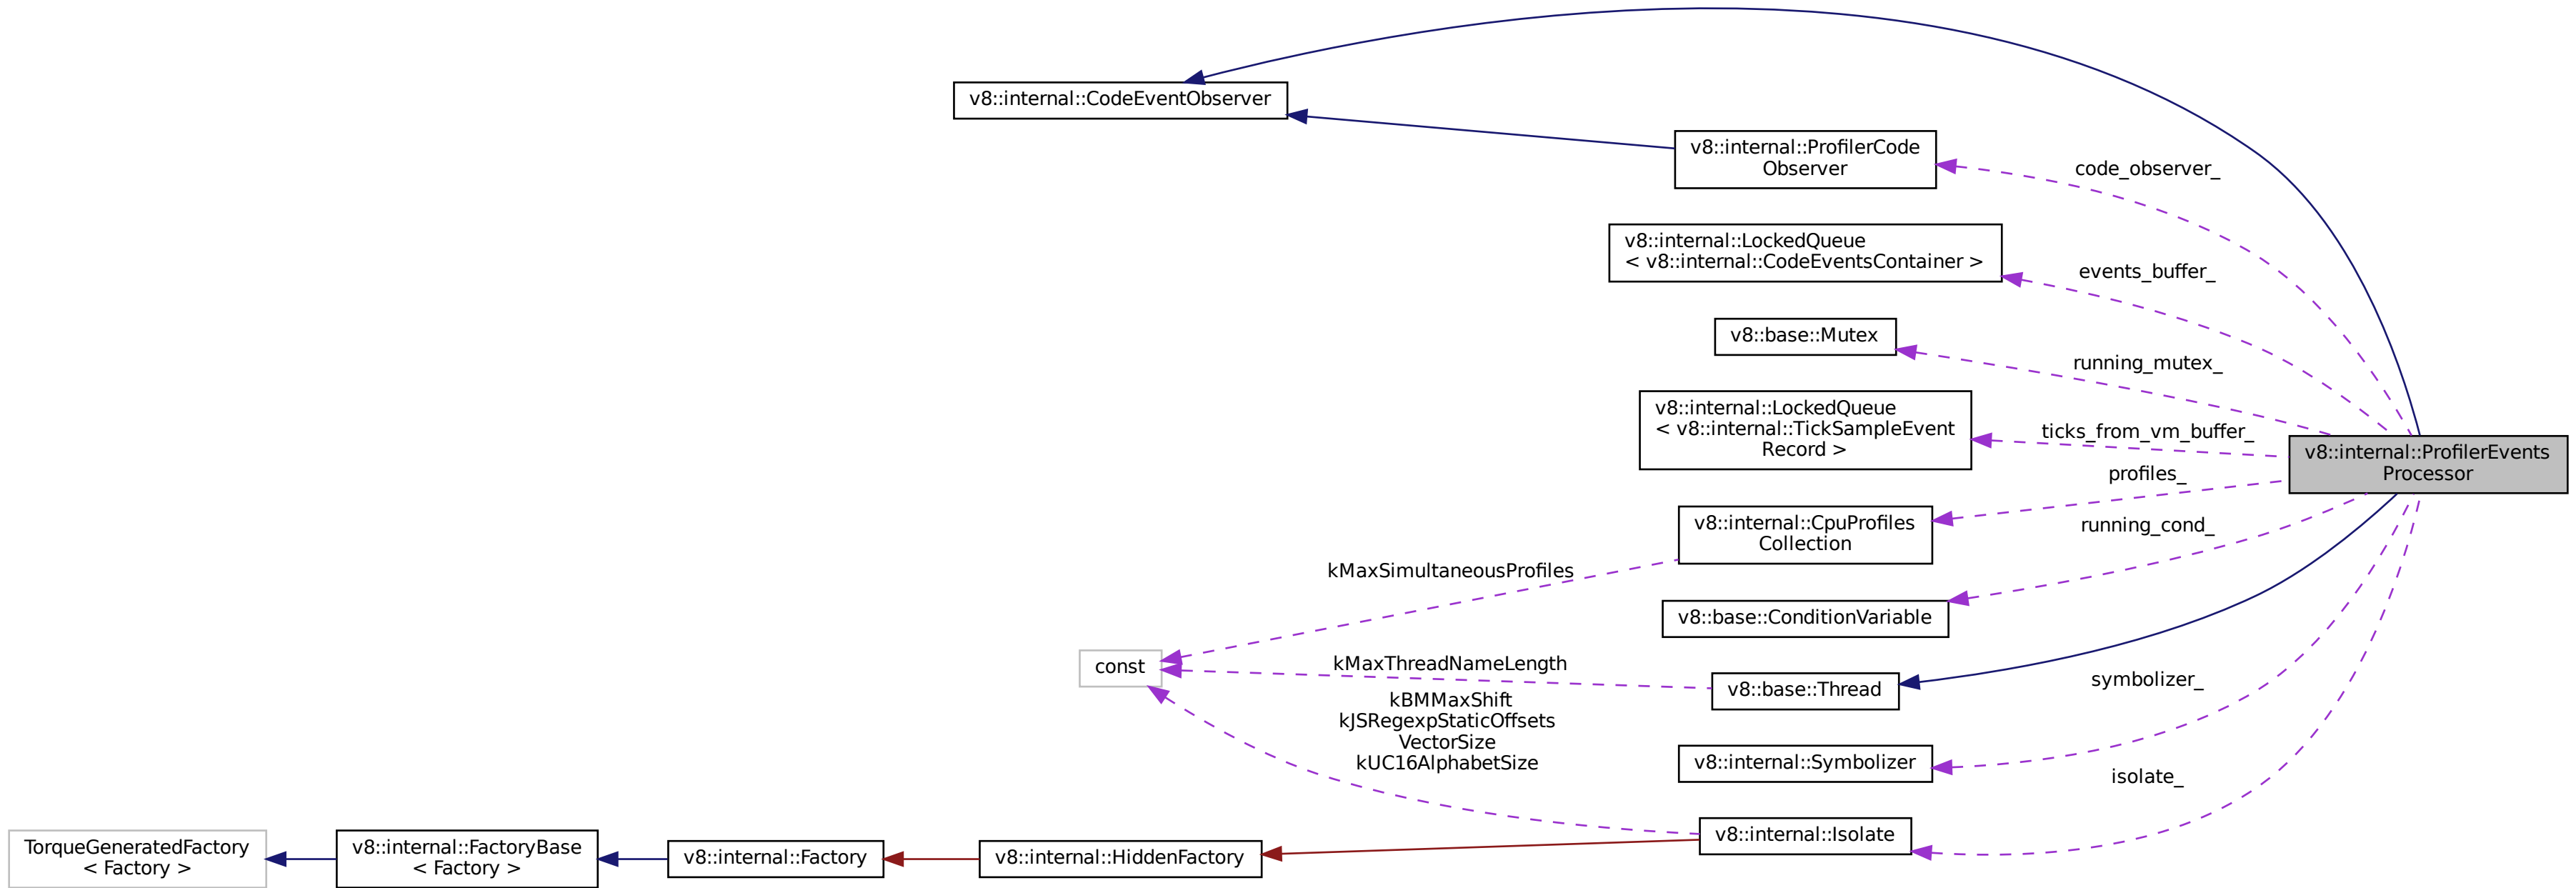 v8::internal::CodeEventObserver
v8::internal::ProfilerCode
Observer
code_observer_
v8::internal::LockedQueue
< v8::internal::CodeEventsContainer >
events_buffer_
v8::base::Mutex
running_mutex_
v8::internal::LockedQueue
< v8::internal::TickSampleEvent
Record >
ticks_from_vm_buffer_
v8::internal::ProfilerEvents
Processor
profiles_
v8::internal::CpuProfiles
Collection
running_cond_
kMaxSimultaneousProfiles
v8::base::ConditionVariable
const
kMaxThreadNameLength
v8::base::Thread
symbolizer_
kBMMaxShift
kJSRegexpStaticOffsets
VectorSize
kUC16AlphabetSize
v8::internal::Symbolizer
isolate_
v8::internal::Isolate
TorqueGeneratedFactory
< Factory >
v8::internal::FactoryBase
< Factory >
v8::internal::Factory
v8::internal::HiddenFactory